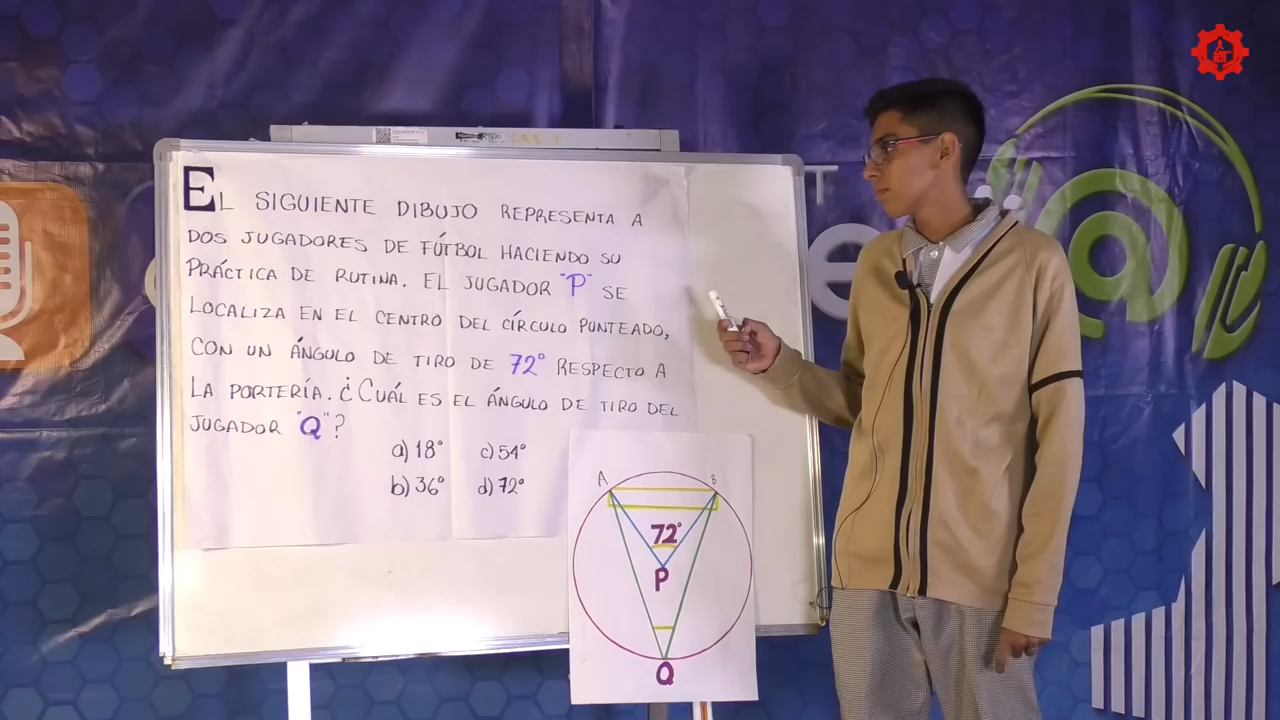 EL SIGUIENTE DIBUJO REPRESENTA A
DOS JUGADORES DE FÚTBOL HACIENDO SU
PRÁCTICA DE RUTINA. EL JUGADOR "P" SE
LOCALIZA EN EL CENTRO DEL CÍRCULO PUNTEADO,
CON UN ÁNGULO DE TIRO DE 72° RESPECTO A
LA PORTERÍA. ¿CUÁL ES EL ÁNGULO DE TIRO DEL
JUGADOR "Q"?
a) 18° c) 54°
b) 36° d) 72°
A B
72°
P
Q